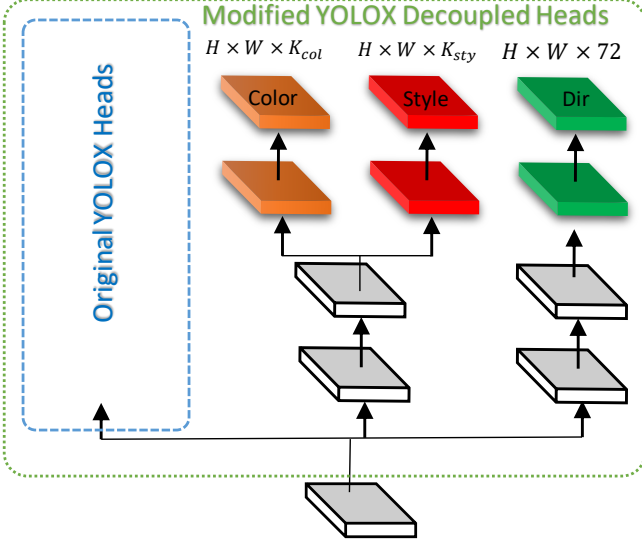 Modified YOLOX Decoupled Heads
H × W × K_col
H × W × K_sty
H × W × 72
Original YOLOX Heads
Color
Style
Dir